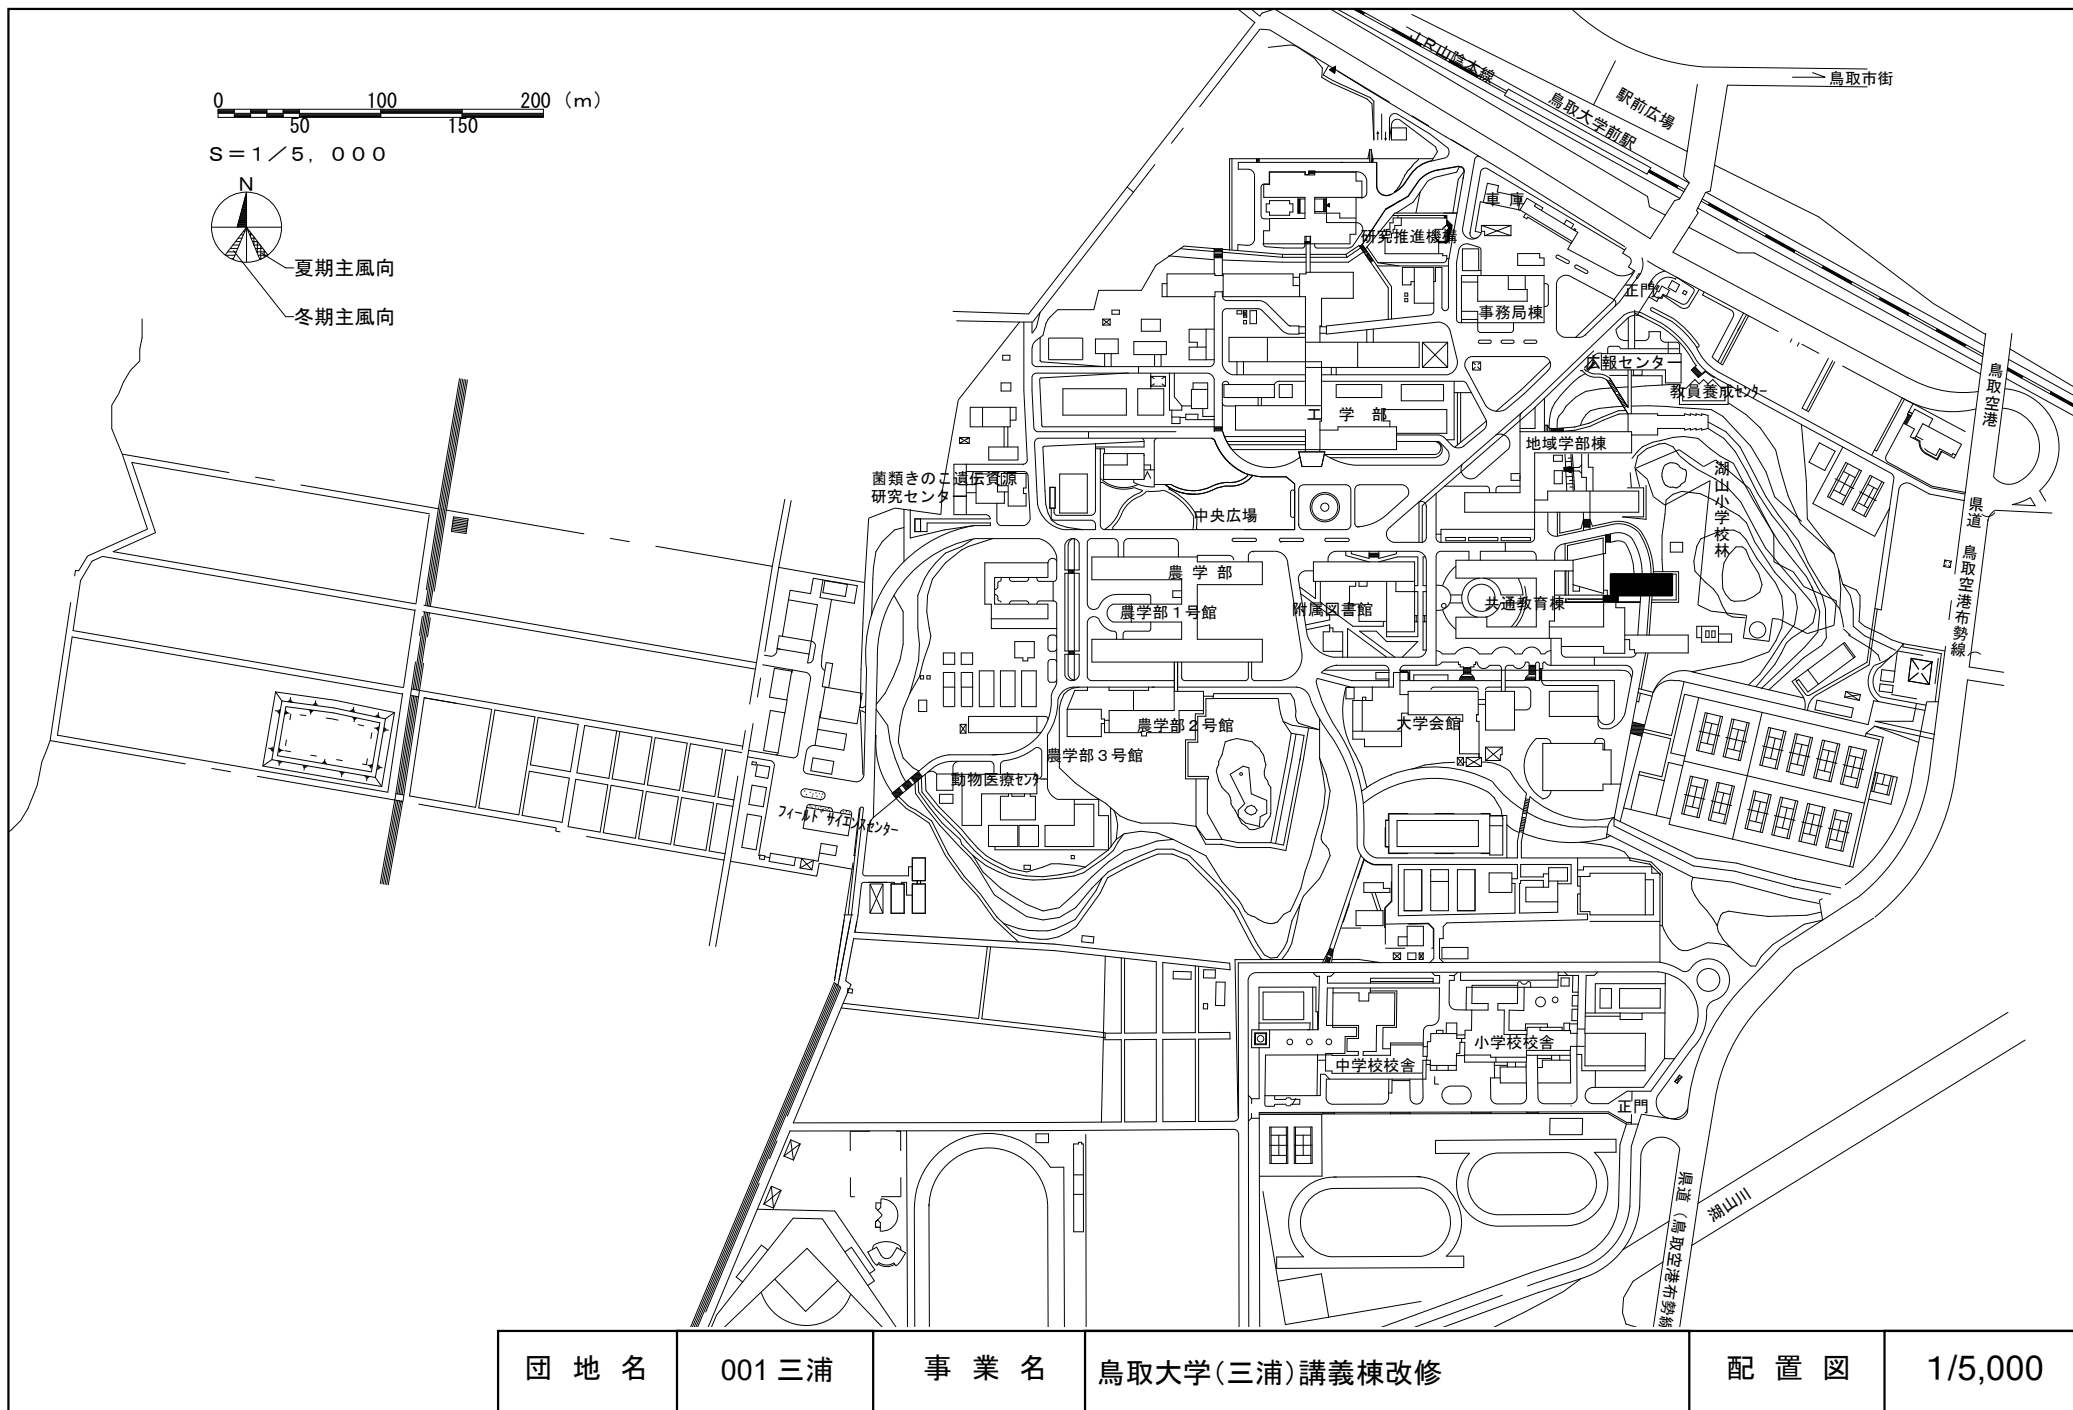 0 100 200 (m)
50 150
S=1/5,000
N
夏期主風向
冬期主風向
JR山陰本線
鳥取大学前駅
駅前広場
鳥取市街
車庫
研究推進機構
正門
事務局棟
広報センター
教員養成センター
鳥取空港
工学部
地域学部棟
湖山小学校林
菌類きのこ遺伝資源
研究センター
中央広場
県道 鳥取空港布勢線
農学部
農学部1号館
附属図書館
共通教育棟
農学部2号館
大学会館
農学部3号館
動物医療センター
フィールドサイエンスセンター
小学校校舎
中学校校舎
正門
県道(鳥取空港布勢線
湖山川
団地名 001 三浦 事業名 鳥取大学(三浦)講義棟改修 配置図 1/5,000